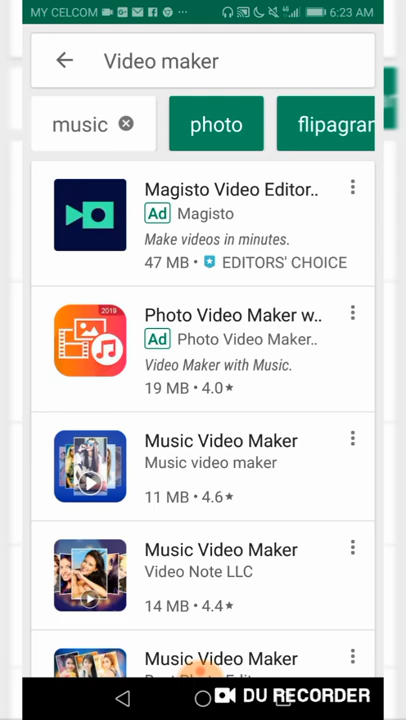 MY CELCOM ... 6:23 AM
Video maker
music photo flipagran
Magisto Video Editor..
Ad Magisto
Make videos in minutes.
47 MB • EDITORS' CHOICE
2019
Photo Video Maker w..
Ad Photo Video Maker..
Video Maker with Music.
19 MB • 4.0★
Music Video Maker
Music video maker
11 MB • 4.6★
Music Video Maker
Video Note LLC
14 MB • 4.4★
Music Video Maker
DU RECORDER